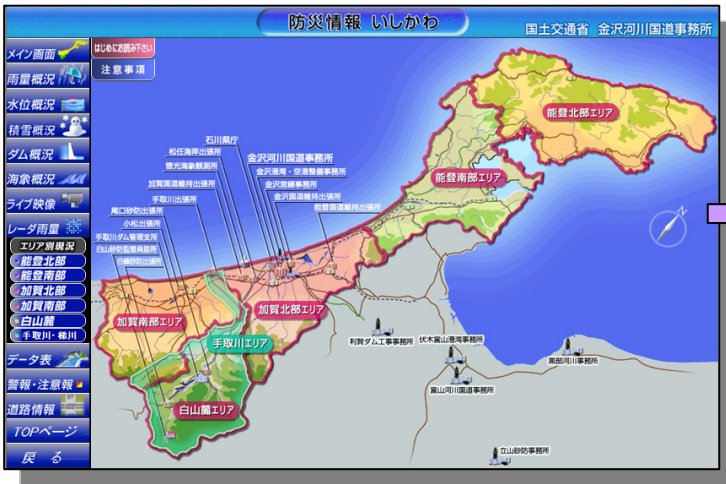 防災情報 いしかわ
国土交通省 金沢河川国道事務所
メイン画面
雨量概況
水位概況
積雪概況
ダム概況
海象概況
ライブ映像
レーダ雨量
エリア別現況
能登北部
能登南部
加賀北部
加賀南部
白山麓
手取川・梯川
データ表
警報・注意報
道路情報
TOPページ
戻る
はじめにお読み下さい
注意事項
石川県庁
松任海岸出張所
金沢河川国道事務所
徳光海象観測所
金沢港湾・空港整備事務所
加賀国道維持出張所
金沢営繕事務所
手取川出張所
金沢国道維持出張所
尾口砂防出張所
能登国道維持出張所
小松出張所
手取川ダム管理支所
白山砂防監督員詰所
白峰砂防出張所
能登北部エリア
能登南部エリア
加賀北部エリア
加賀南部エリア
手取川エリア
白山麓エリア
利賀ダム工事事務所
伏木富山港湾事務所
黒部河川事務所
富山河川国道事務所
立山砂防事務所
N